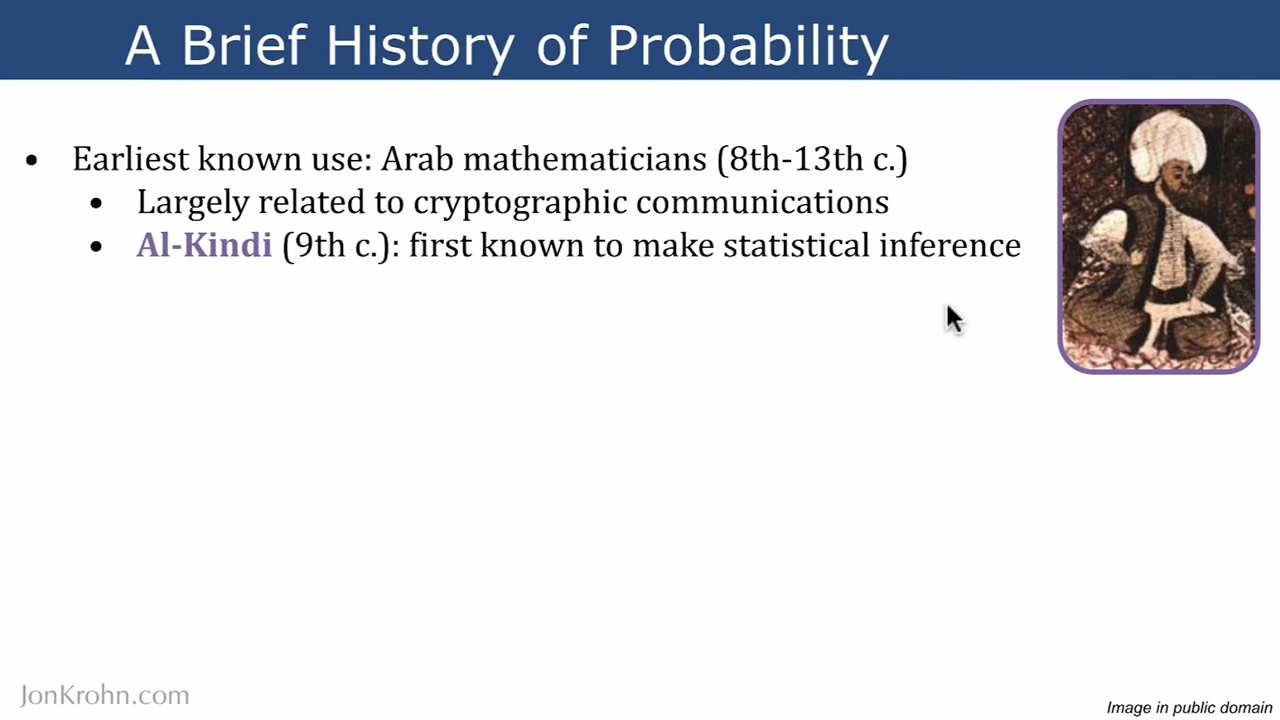 A Brief History of Probability
• Earliest known use: Arab mathematicians (8th-13th c.)
• Largely related to cryptographic communications
• Al-Kindi (9th c.): first known to make statistical inference
JonKrohn.com
Image in public domain